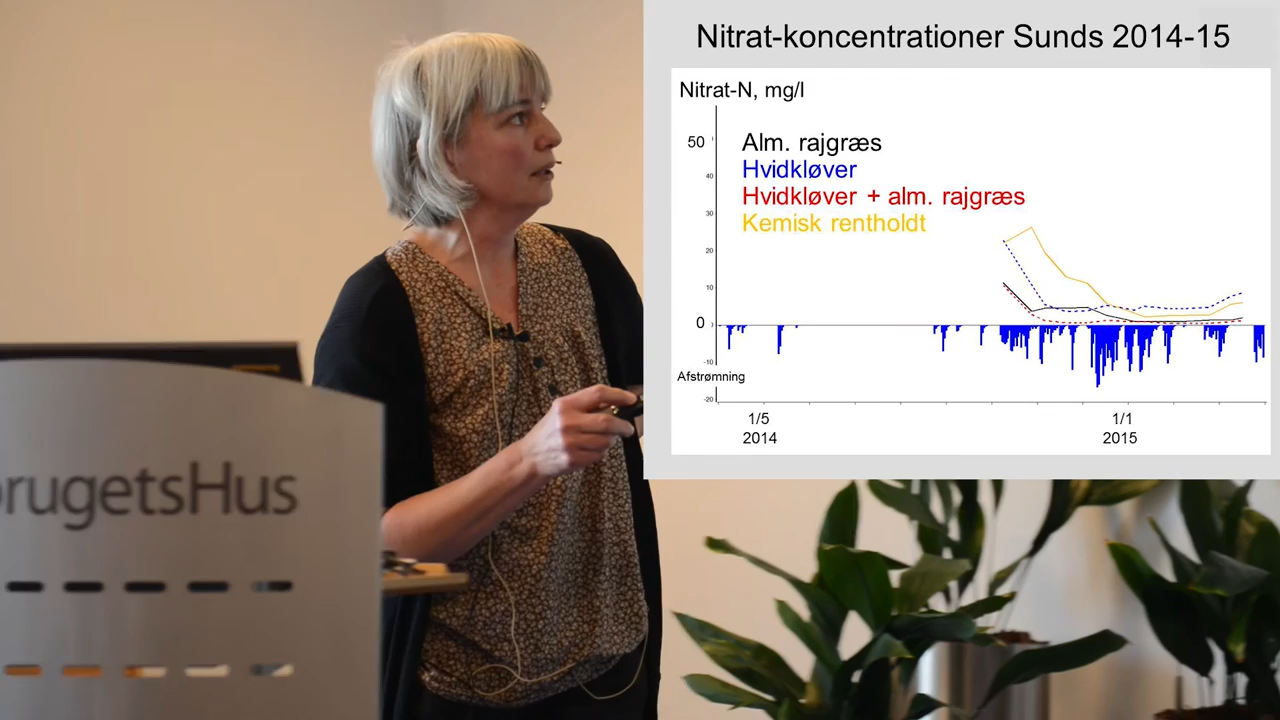 Nitrat-koncentrationer Sunds 2014-15
Nitrat-N, mg/l
50
Alm. rajgræs
Hvidkløver
40
Hvidkløver + alm. rajgræs
30
Kemisk rentholdt
20
10
0
-10
Afstrømning
-20
1/5
2014
1/1
2015
brugetsHus